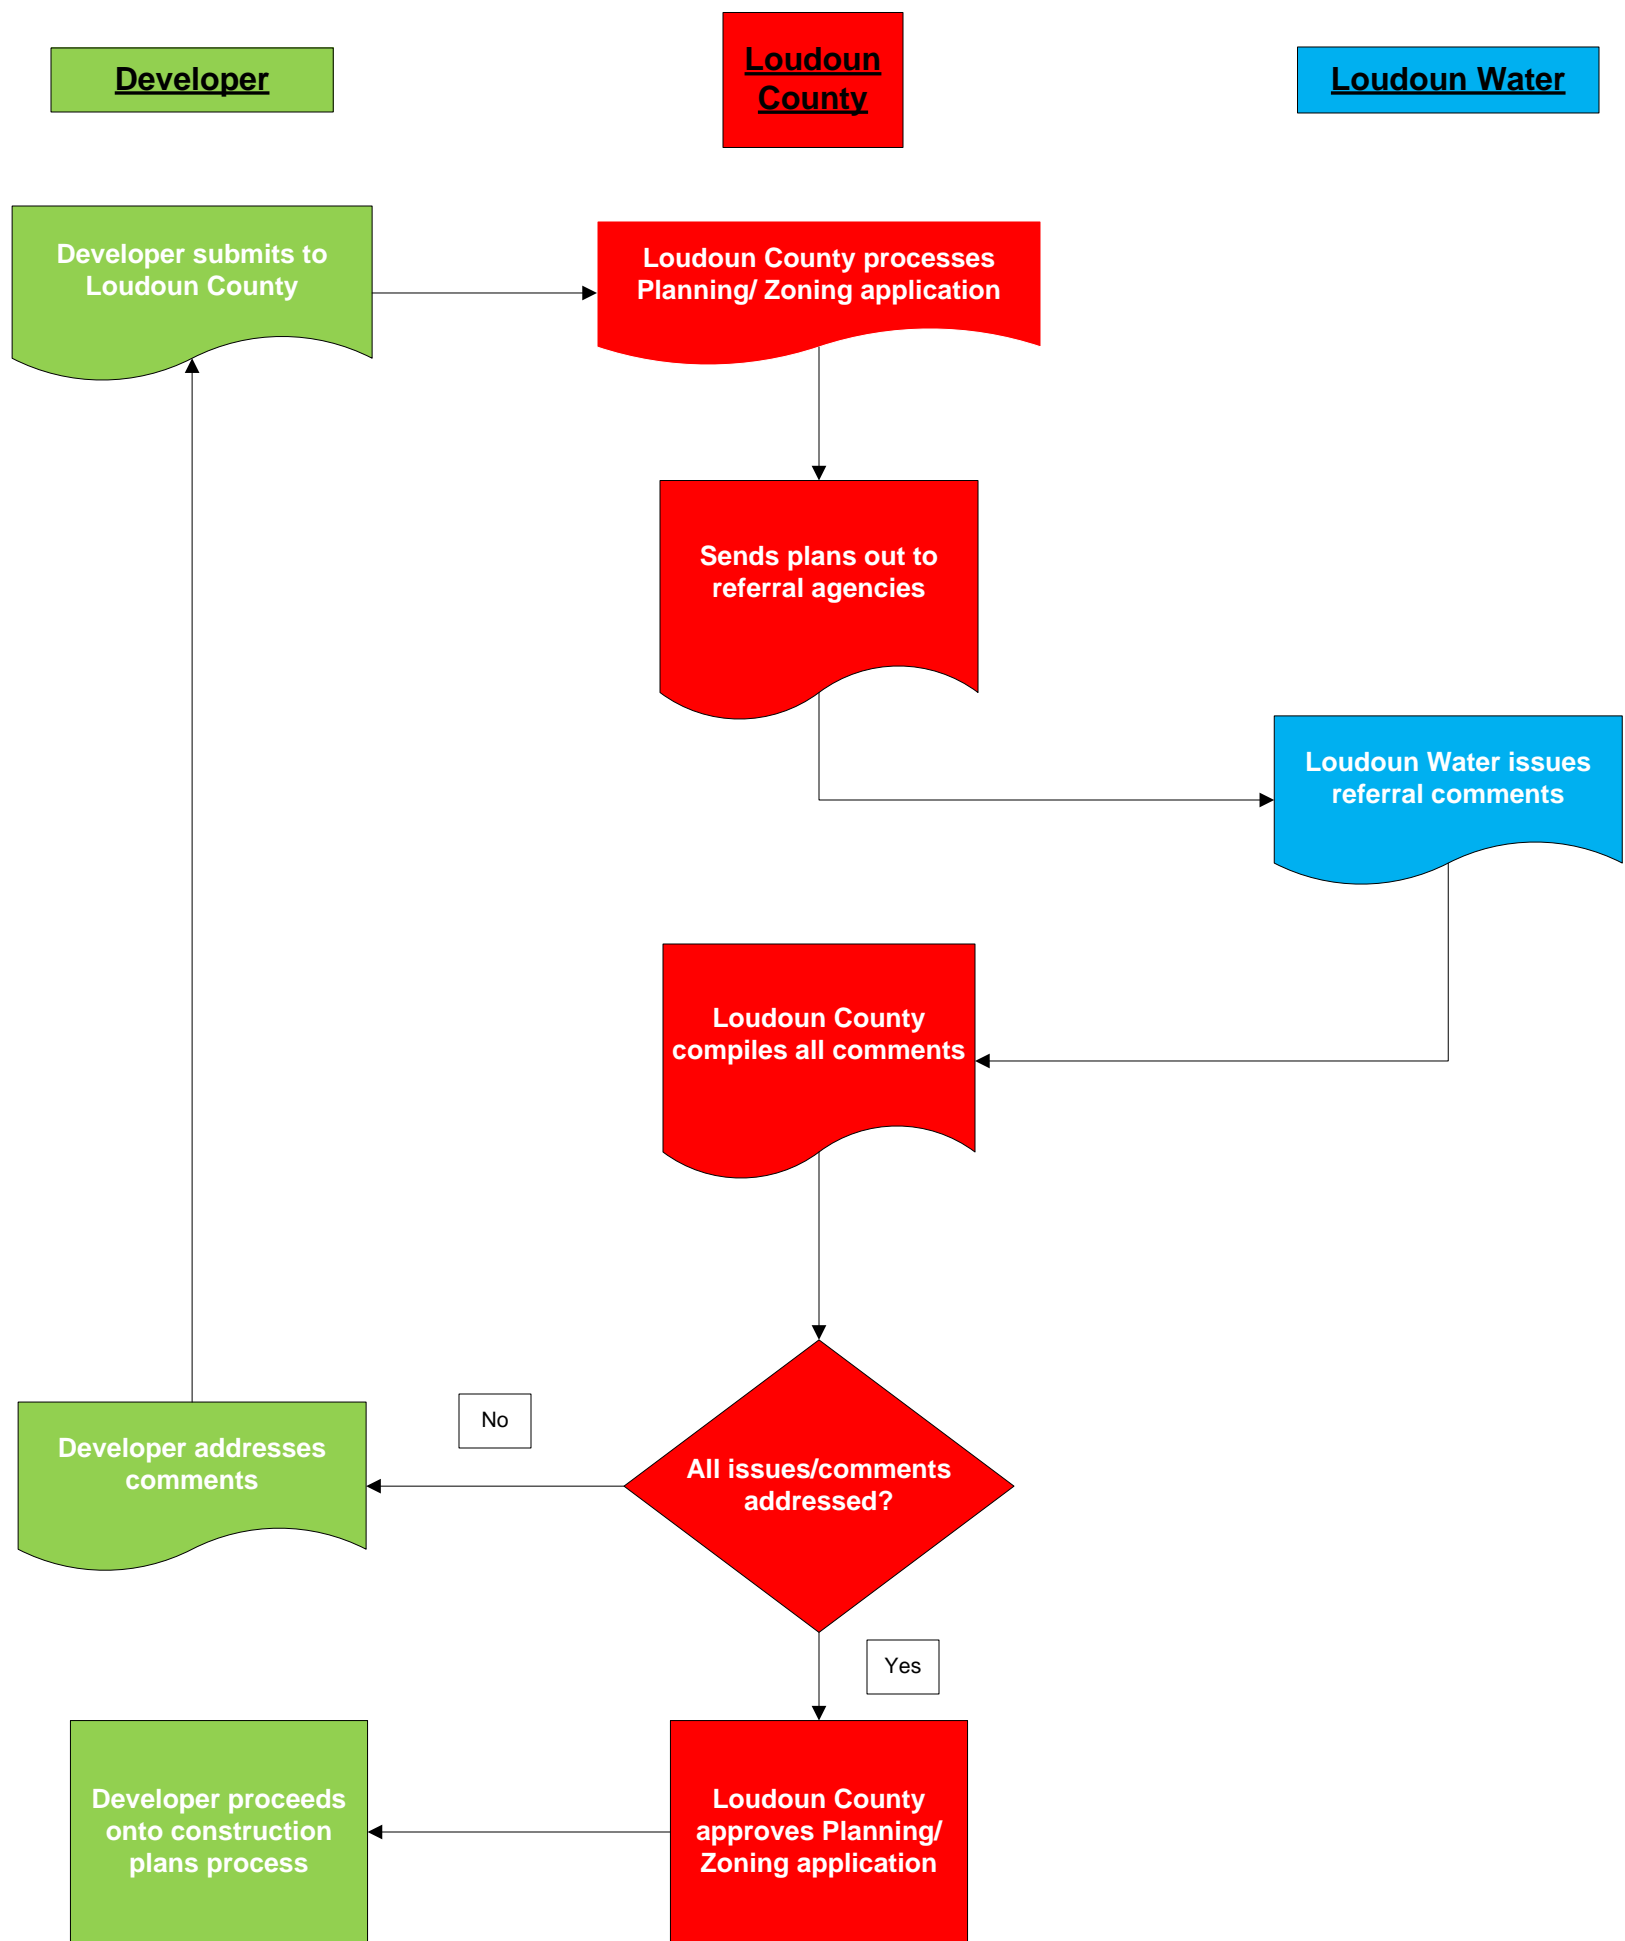 Developer
Loudoun
County
Loudoun Water
Developer submits to
Loudoun County
Loudoun County processes
Planning/ Zoning application
Sends plans out to
referral agencies
Loudoun Water issues
referral comments
Loudoun County
compiles all comments
No
Developer addresses
comments
All issues/comments
addressed?
Yes
Developer proceeds
onto construction
plans process
Loudoun County
approves Planning/
Zoning application